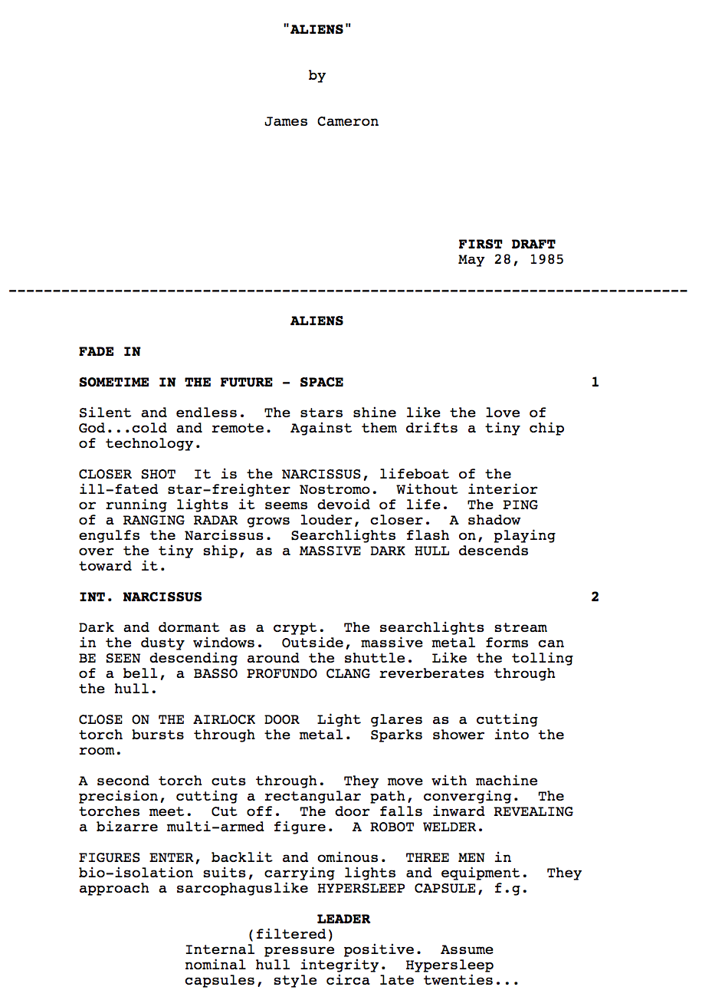 "ALIENS"
by
James Cameron
FIRST DRAFT
May 28, 1985
--------------------------------------------------------------------------------
ALIENS
FADE IN
SOMETIME IN THE FUTURE - SPACE 1
Silent and endless. The stars shine like the love of
God...cold and remote. Against them drifts a tiny chip
of technology.
CLOSER SHOT It is the NARCISSUS, lifeboat of the
ill-fated star-freighter Nostromo. Without interior
or running lights it seems devoid of life. The PING
of a RANGING RADAR grows louder, closer. A shadow
engulfs the Narcissus. Searchlights flash on, playing
over the tiny ship, as a MASSIVE DARK HULL descends
toward it.
INT. NARCISSUS 2
Dark and dormant as a crypt. The searchlights stream
in the dusty windows. Outside, massive metal forms can
BE SEEN descending around the shuttle. Like the tolling
of a bell, a BASSO PROFUNDO CLANG reverberates through
the hull.
CLOSE ON THE AIRLOCK DOOR Light glares as a cutting
torch bursts through the metal. Sparks shower into the
room.
A second torch cuts through. They move with machine
precision, cutting a rectangular path, converging. The
torches meet. Cut off. The door falls inward REVEALING
a bizarre multi-armed figure. A ROBOT WELDER.
FIGURES ENTER, backlit and ominous. THREE MEN in
bio-isolation suits, carrying lights and equipment. They
approach a sarcophaguslike HYPERSLEEP CAPSULE, f.g.
LEADER
(filtered)
Internal pressure positive. Assume
nominal hull integrity. Hypersleep
capsules, style circa late twenties...